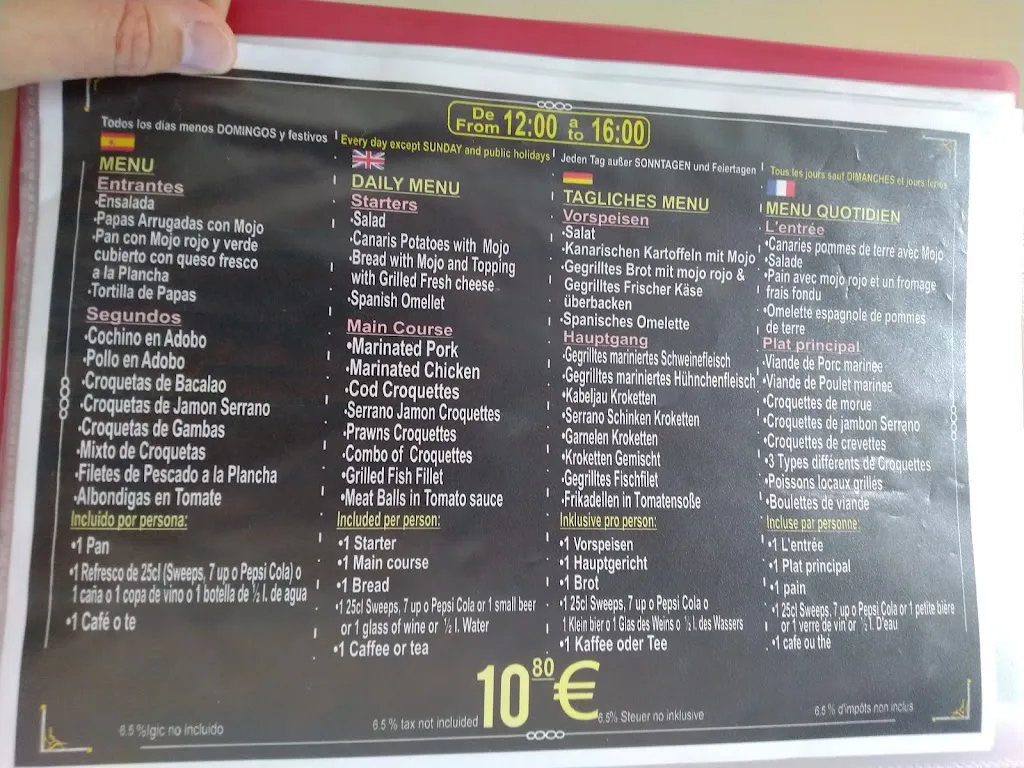 De 12:00 a 16:00
From to
Todos los días menos DOMINGOS y festivos
MENU
Entrantes
·Ensalada
·Papas Arrugadas con Mojo
·Pan con Mojo rojo y verde
cubierto con queso fresco
a la Plancha
·Tortilla de Papas
Segundos
·Cochino en Adobo
·Pollo en Adobo
·Croquetas de Bacalao
·Croquetas de Jamon Serrano
·Croquetas de Gambas
·Mixto de Croquetas
·Filetes de Pescado a la Plancha
·Albondigas en Tomate
Incluido por persona:
•1 Pan
•1 Refresco de 25cl (Sweeps, 7 up o Pepsi Cola) o
1 caña o 1 copa de vino o 1 botella de ½ l. de agua
•1 Café o te
Every day except SUNDAY and public holidays
DAILY MENU
Starters
·Salad
·Canaris Potatoes with Mojo
·Bread with Mojo and Topping
with Grilled Fresh cheese
·Spanish Omellet
Main Course
•Marinated Pork
·Marinated Chicken
·Cod Croquettes
·Serrano Jamon Croquettes
·Prawns Croquettes
·Combo of Croquettes
·Grilled Fish Fillet
·Meat Balls in Tomato sauce
Included per person:
•1 Starter
•1 Main course
•1 Bread
•1 25cl Sweeps, 7 up o Pepsi Cola or 1 small beer
or 1 glass of wine or ½ l. Water
•1 Caffee or tea
Jeden Tag außer SONNTAGEN und Feiertagen
TAGLICHES MENU
Vorspeisen
·Salat
·Kanarischen Kartoffeln mit Mojo
·Gegrilltes Brot mit mojo rojo &
Gegrilltes Frischer Käse
überbacken
·Spanisches Omelette
Hauptgang
·Gegrilltes mariniertes Schweinefleisch
·Gegrilltes mariniertes Hühnchenfleisch
·Kabeljau Kroketten
·Serrano Schinken Kroketten
·Garnelen Kroketten
·Kroketten Gemischt
·Gegrilltes Fischfilet
·Frikadellen in Tomatensoße
Inklusive pro person:
•1 Vorspeisen
•1 Hauptgericht
•1 Brot
•1 25cl Sweeps, 7 up o Pepsi Cola o
1 Klein bier o 1 Glas des Weins o ½ l. des Wassers
•1 Kaffee oder Tee
Tous les jours sauf DIMANCHES et jours feries
MENU QUOTIDIEN
L'entrée
•Canaries pommes de terre avec Mojo
•Salade
•Pain avec mojo rojo et un fromage
frais fondu
•Omelette espagnole de pommes
de terre
Plat principal
•Viande de Porc marinee
•Viande de Poulet marinee
•Croquettes de morue
•Croquettes de jambon Serrano
•Croquettes de crevettes
•3 Types différents de Croquettes
•Poissons locaux grillés
•Boulettes de viande
Incluse par personne:
•1 L'entrée
•1 Plat principal
•1 pain
•1 25cl Sweeps, 7 up o Pepsi Cola or 1 petite bière
or 1 verre de vin or ½ l. D'eau
•1 cafe ou thé
10 80 €
6.5 %Igic no incluido
6.5 % tax not included
6.5% Steuer no inklusive
6.5 % d'impôts non inclus